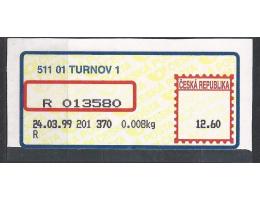 511 01 TURNOV 1
R 013580
ČESKÁ REPUBLIKA
24.03.99 201 370 0.008kg 12.60
R